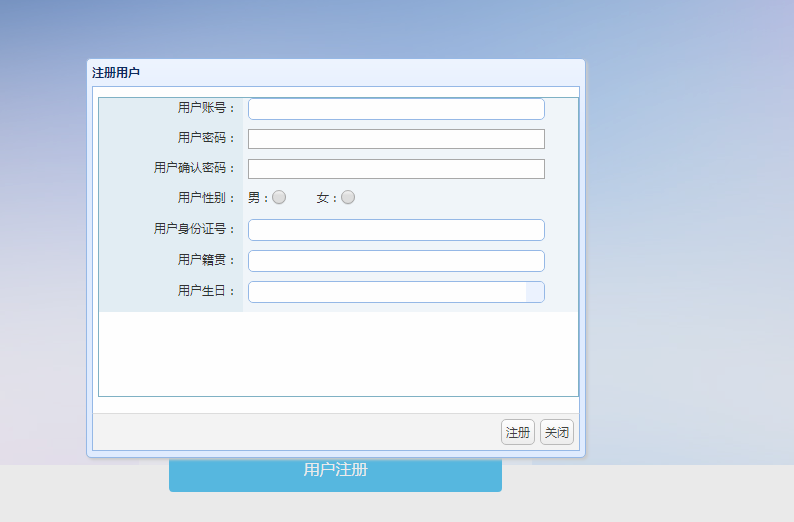 注册用户
用户账号：
用户密码：
用户确认密码：
用户性别： 男： 女：
用户身份证号：
用户籍贯：
用户生日：
注册 关闭
用户注册